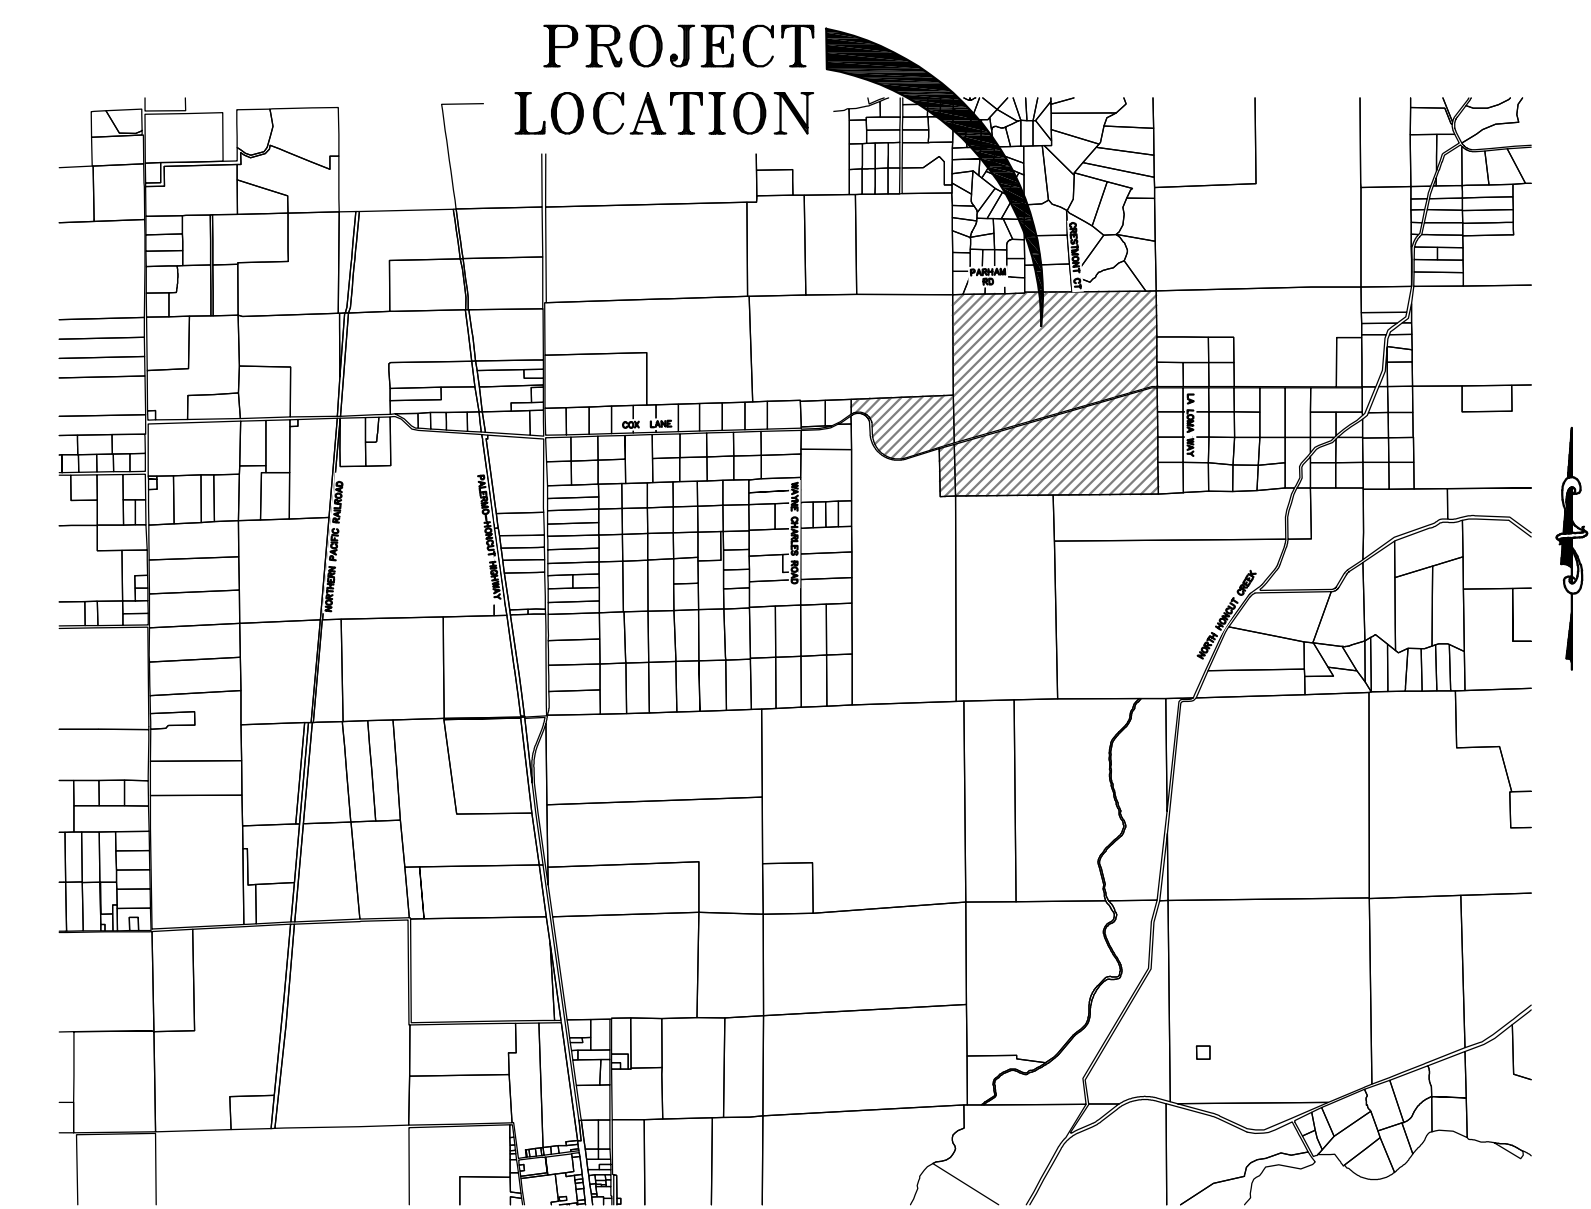 PROJECT
LOCATION
CRESTMONT CT
PARHAM
RD
COX LANE
LA LOMA WAY
NORTHERN PACIFIC RAILROAD
PALERMO-HONCUT HIGHWAY
WAYNE CHARLES ROAD
NORTH HONCUT CREEK